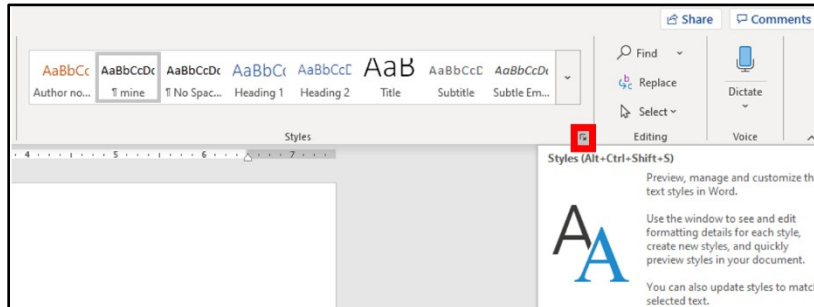 Share Comments
AaBbCc AaBbCcDc AaBbCcDc AaBbCc AaBbCcE AaB AaBbCcD AaBbCcDc
Author no... ¶ mine ¶ No Spac... Heading 1 Heading 2 Title Subtitle Subtle Em...
Find
Replace
Select
Dictate
Styles Editing Voice
4 5 6 7
Styles (Alt+Ctrl+Shift+S)
Preview, manage and customize th
text styles in Word.
Use the window to see and edit
formatting details for each style,
create new styles, and quickly
preview styles in your document.
You can also update styles to match
selected text.